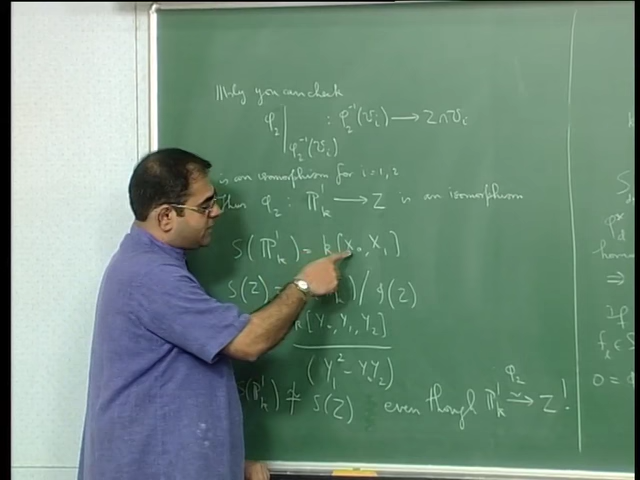 |||ly you can check
φ₂|_{φ₂⁻¹(U_i)} : φ₂⁻¹(U_i) → Z∩U_i
is an isomorphism for i = 1,2
Then φ₂ : ℙ¹_k → Z is an isomorphism
S(ℙ¹_k) = k[X₀, X₁]
S(Z) = / 𝓘(Z)
k[Y₀, Y₁, Y₂]
(Y₁² − Y₀Y₂)
S(ℙ¹_k) ≄ S(Z) even though ℙ¹_k →^{φ₂}_{≃} Z !